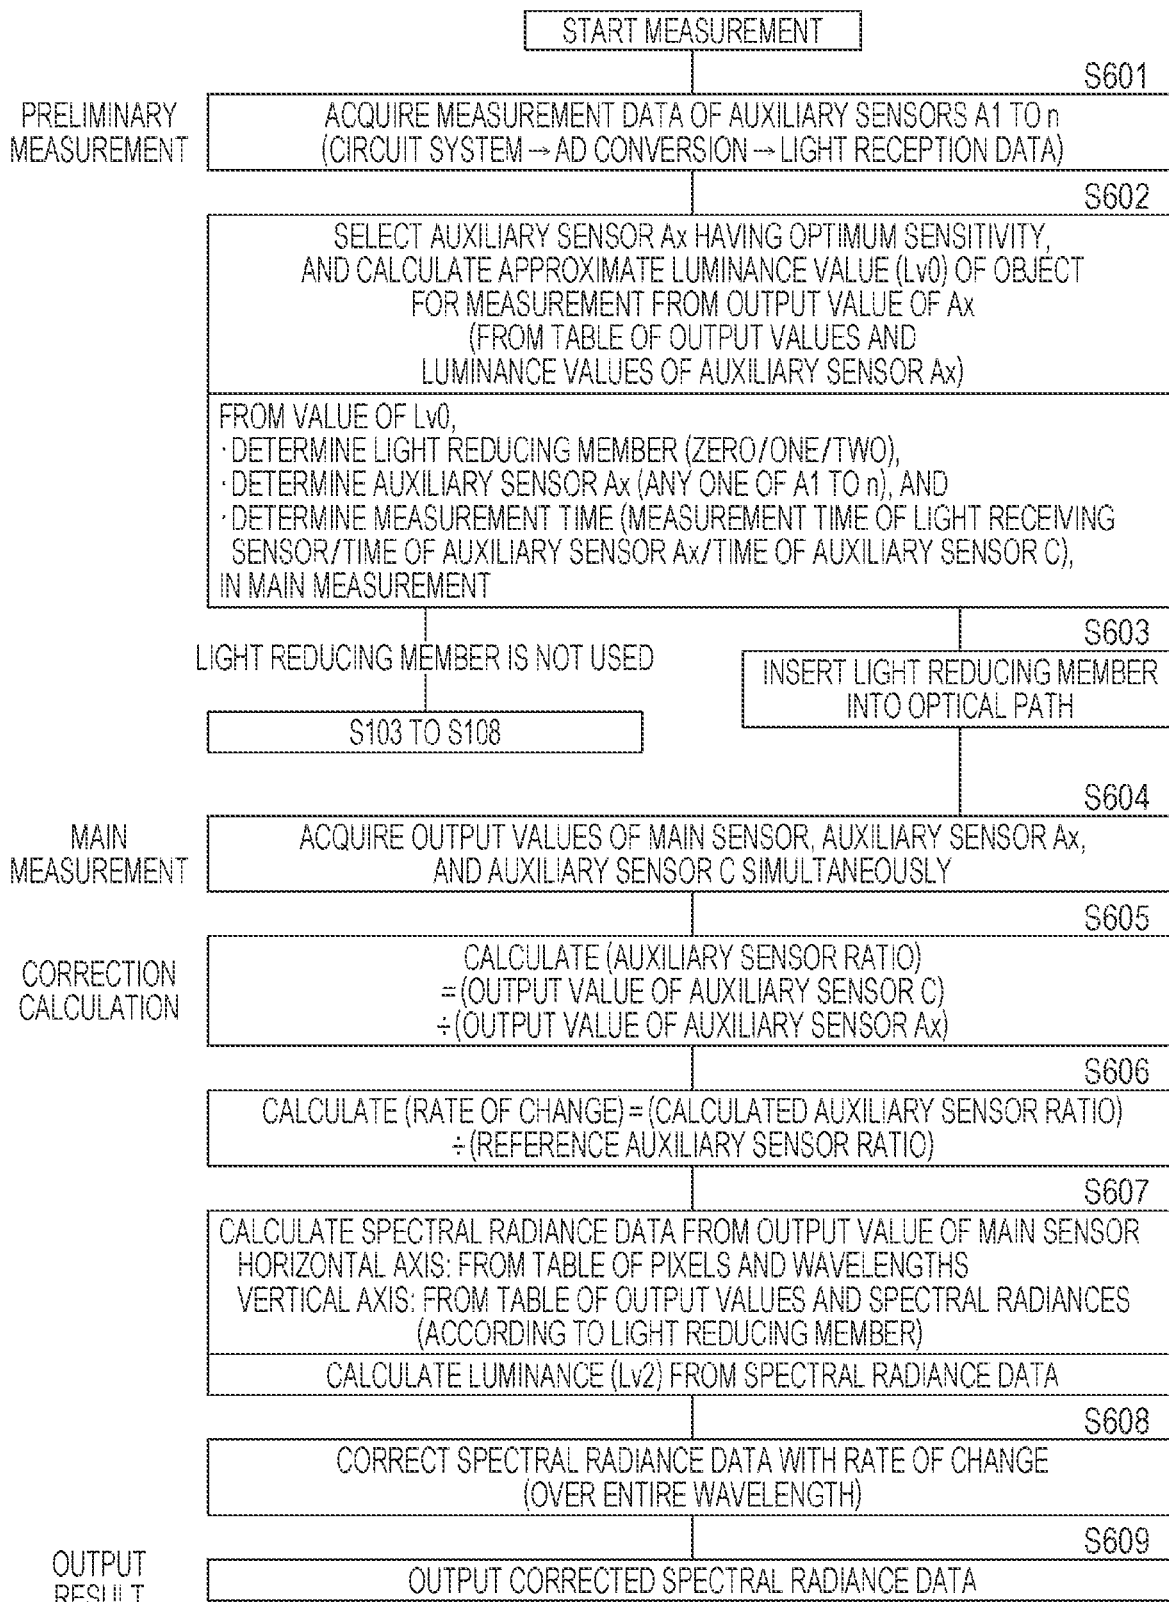 START MEASUREMENT
S601
PRELIMINARY
MEASUREMENT
ACQUIRE MEASUREMENT DATA OF AUXILIARY SENSORS A1 TO n
(CIRCUIT SYSTEM→AD CONVERSION→LIGHT RECEPTION DATA)
S602
SELECT AUXILIARY SENSOR Ax HAVING OPTIMUM SENSITIVITY,
AND CALCULATE APPROXIMATE LUMINANCE VALUE (Lv0) OF OBJECT
FOR MEASUREMENT FROM OUTPUT VALUE OF Ax
(FROM TABLE OF OUTPUT VALUES AND
LUMINANCE VALUES OF AUXILIARY SENSOR Ax)
FROM VALUE OF Lv0,
·DETERMINE LIGHT REDUCING MEMBER (ZERO/ONE/TWO),
·DETERMINE AUXILIARY SENSOR Ax (ANY ONE OF A1 TO n), AND
·DETERMINE MEASUREMENT TIME (MEASUREMENT TIME OF LIGHT RECEIVING
SENSOR/TIME OF AUXILIARY SENSOR Ax/TIME OF AUXILIARY SENSOR C),
IN MAIN MEASUREMENT
LIGHT REDUCING MEMBER IS NOT USED
S103 TO S108
S603
INSERT LIGHT REDUCING MEMBER
INTO OPTICAL PATH
S604
MAIN
MEASUREMENT
ACQUIRE OUTPUT VALUES OF MAIN SENSOR, AUXILIARY SENSOR Ax,
AND AUXILIARY SENSOR C SIMULTANEOUSLY
S605
CORRECTION
CALCULATION
CALCULATE (AUXILIARY SENSOR RATIO)
=(OUTPUT VALUE OF AUXILIARY SENSOR C)
÷(OUTPUT VALUE OF AUXILIARY SENSOR Ax)
S606
CALCULATE (RATE OF CHANGE)=(CALCULATED AUXILIARY SENSOR RATIO)
÷(REFERENCE AUXILIARY SENSOR RATIO)
S607
CALCULATE SPECTRAL RADIANCE DATA FROM OUTPUT VALUE OF MAIN SENSOR
HORIZONTAL AXIS: FROM TABLE OF PIXELS AND WAVELENGTHS
VERTICAL AXIS: FROM TABLE OF OUTPUT VALUES AND SPECTRAL RADIANCES
(ACCORDING TO LIGHT REDUCING MEMBER)
CALCULATE LUMINANCE (Lv2) FROM SPECTRAL RADIANCE DATA
S608
CORRECT SPECTRAL RADIANCE DATA WITH RATE OF CHANGE
(OVER ENTIRE WAVELENGTH)
S609
OUTPUT
RESULT
OUTPUT CORRECTED SPECTRAL RADIANCE DATA